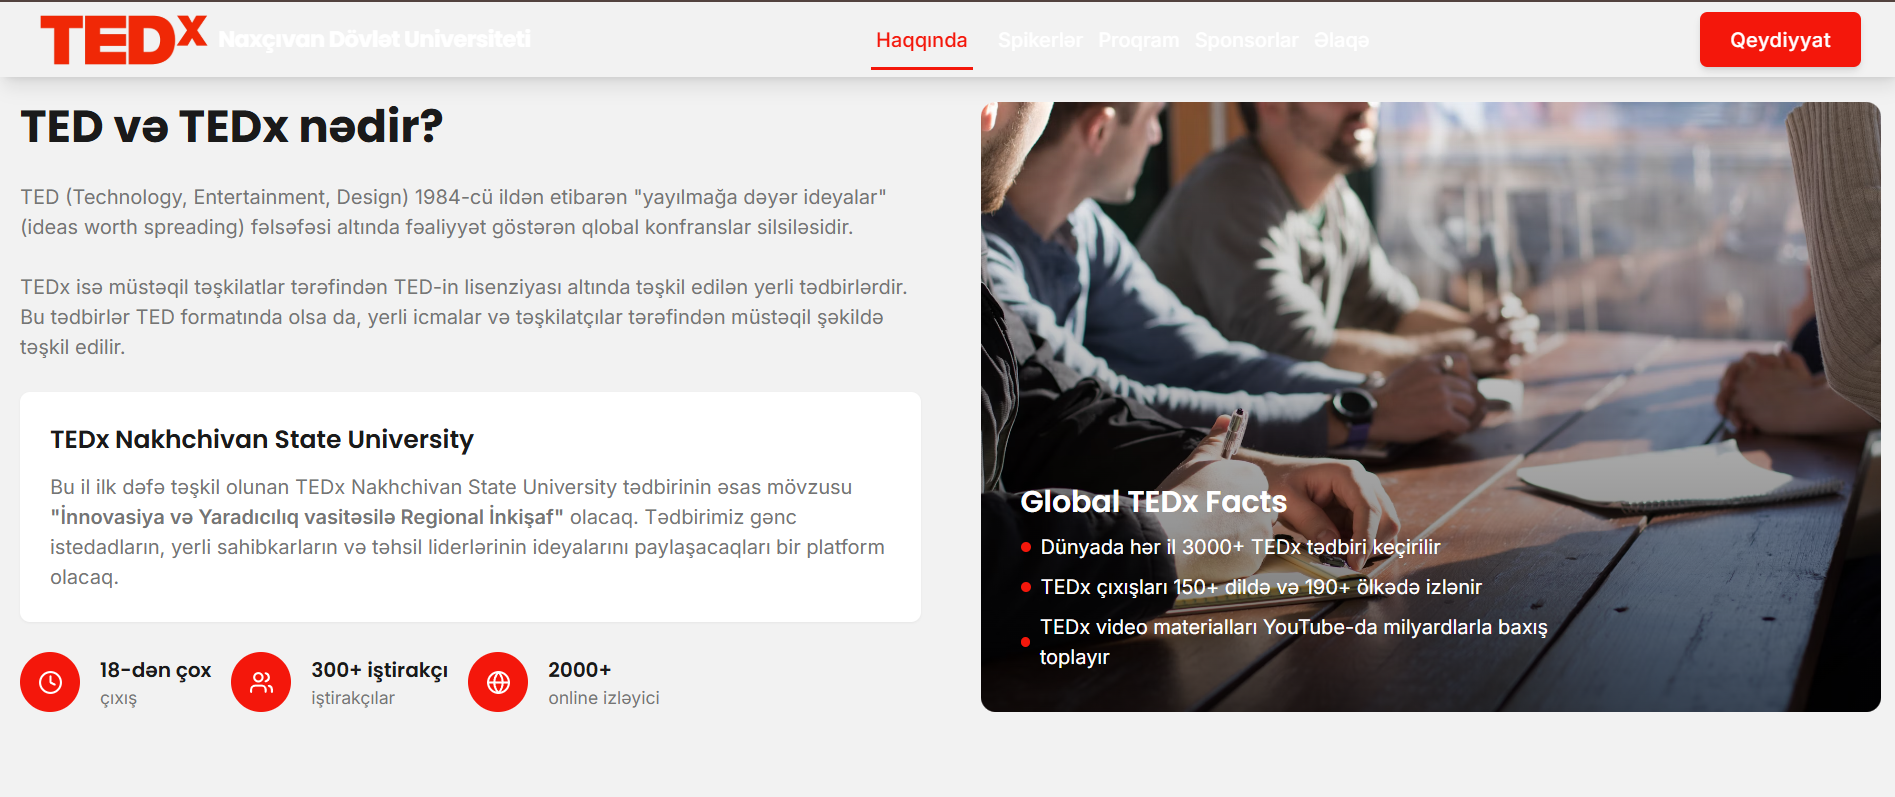 TEDx Naxçıvan Dövlət Universiteti
Haqqında Spikerlər Proqram Sponsorlar Əlaqə
Qeydiyyat
TED və TEDx nədir?
TED (Technology, Entertainment, Design) 1984-cü ildən etibarən "yayılmağa dəyər ideyalar"
(ideas worth spreading) fəlsəfəsi altında fəaliyyət göstərən qlobal konfranslar silsiləsidir.
TEDx isə müstəqil təşkilatlar tərəfindən TED-in lisenziyası altında təşkil edilən yerli tədbirlərdir.
Bu tədbirlər TED formatında olsa da, yerli icmalar və təşkilatçılar tərəfindən müstəqil şəkildə
təşkil edilir.
TEDx Nakhchivan State University
Bu il ilk dəfə təşkil olunan TEDx Nakhchivan State University tədbirinin əsas mövzusu
"İnnovasiya və Yaradıcılıq vasitəsilə Regional İnkişaf" olacaq. Tədbirimiz gənc
istedadların, yerli sahibkarların və təhsil liderlərinin ideyalarını paylaşacaqları bir platform
olacaq.
18-dən çox
çıxış
300+ iştirakçı
iştirakçılar
2000+
online izləyici
Global TEDx Facts
Dünyada hər il 3000+ TEDx tədbiri keçirilir
TEDx çıxışları 150+ dildə və 190+ ölkədə izlənir
TEDx video materialları YouTube-da milyardlarla baxış
toplayır